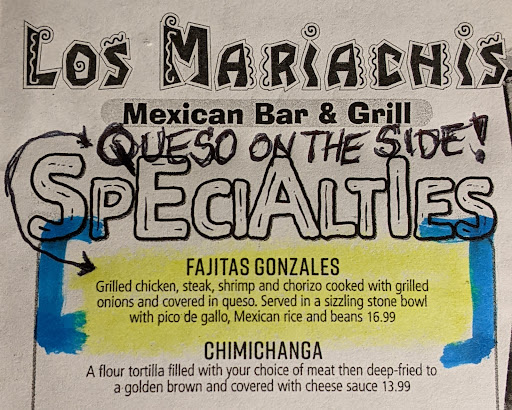 LOS MARIACHIS
Mexican Bar & Grill
QUESO ON THE SIDE!
SPECIALTIES
FAJITAS GONZALES
Grilled chicken, steak, shrimp and chorizo cooked with grilled
onions and covered in queso. Served in a sizzling stone bowl
with pico de gallo, Mexican rice and beans 16.99
CHIMICHANGA
A flour tortilla filled with your choice of meat then deep-fried to
a golden brown and covered with cheese sauce 13.99